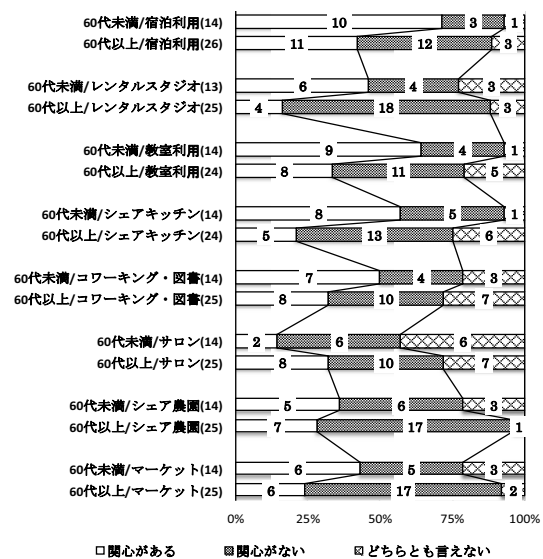 60代未満/宿泊利用(14) 10 3 1
60代以上/宿泊利用(26) 11 12 3
60代未満/レンタルスタジオ(13) 6 4 3
60代以上/レンタルスタジオ(25) 4 18 3
60代未満/教室利用(14) 9 4 1
60代以上/教室利用(24) 8 11 5
60代未満/シェアキッチン(14) 8 5 1
60代以上/シェアキッチン(24) 5 13 6
60代未満/コワーキング・図書(14) 7 4 3
60代以上/コワーキング・図書(25) 8 10 7
60代未満/サロン(14) 2 6 6
60代以上/サロン(25) 8 10 7
60代未満/シェア農園(14) 5 6 3
60代以上/シェア農園(25) 7 17 1
60代未満/マーケット(14) 6 5 3
60代以上/マーケット(25) 6 17 2
0% 25% 50% 75% 100%
関心がある 関心がない どちらとも言えない